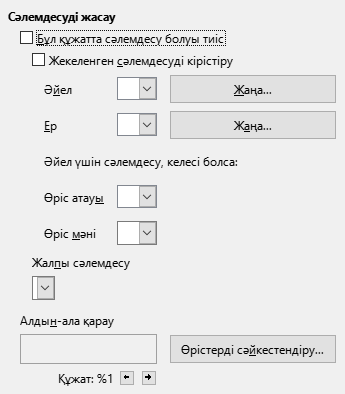 Сәлемдесуді жасау
Бұл құжатта сәлемдесу болуы тиіс
Жекеленген сәлемдесуді кірістіру
Әйел Жаңа...
Ер Жаңа...
Әйел үшін сәлемдесу, келесі болса:
Өріс атауы
Өріс мәні
Жалпы сәлемдесу
Алдын-ала қарау
Өрістерді сәйкестендіру...
Құжат: %1